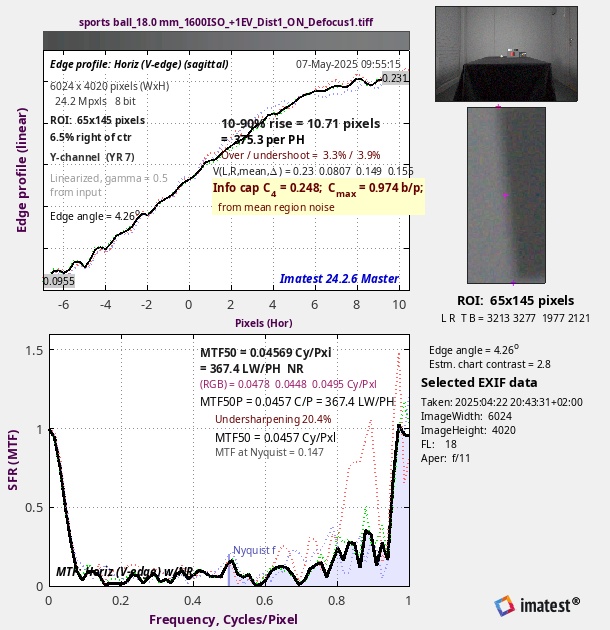 sports ball_18.0 mm_1600ISO_+1EV_Dist1_ON_Defocus1.tiff
Edge profile: Horiz (V-edge) (sagittal)
07-May-2025 09:55:15
0.231
6024 x 4020 pixels (WxH)
24.2 Mpxls 8 bit
ROI: 65x145 pixels
6.5% right of ctr
Y-channel (YR 7)
Linearized, gamma = 0.5
from input
Edge angle = 4.26o
10-90% rise = 10.71 pixels
= 375.3 per PH
Over / undershoot = 3.3% / 3.9%
V(L,R,mean,Δ) = 0.23 0.0807 0.149 0.155
Info cap C4 = 0.248; Cmax = 0.974 b/p;
from mean region noise
0.0955
Imatest 24.2.6 Master
Edge profile (linear)
-6 -4 -2 0 2 4 6 8 10
Pixels (Hor)
ROI: 65x145 pixels
L R T B = 3213 3277 1977 2121
Edge angle = 4.26o
Estm. chart contrast = 2.8
Selected EXIF data
Taken: 2025:04:22 20:43:31+02:00
ImageWidth: 6024
ImageHeight: 4020
FL: 18
Aper: f/11
MTF50 = 0.04569 Cy/Pxl
= 367.4 LW/PH NR
(RGB) = 0.0478 0.0448 0.0495 Cy/Pxl
MTF50P = 0.0457 C/P = 367.4 LW/PH
Undersharpening 20.4%
MTF50 = 0.0457 Cy/Pxl
MTF at Nyquist = 0.147
Nyquist f
MTF: Horiz (V-edge) w/NR
SFR (MTF)
1.5
1
0.5
0
0 0.2 0.4 0.6 0.8 1
Frequency, Cycles/Pixel
imatest®